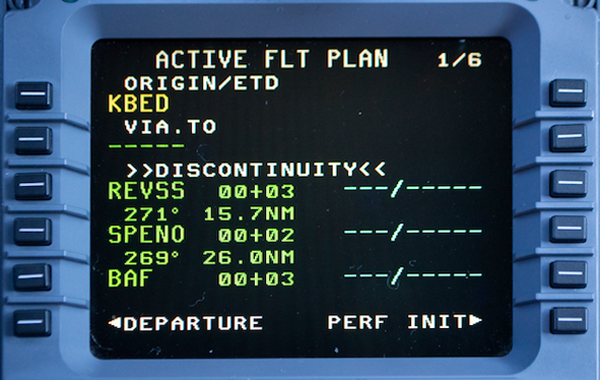 ACTIVE FLT PLAN 1/6
ORIGIN/ETD
KBED
VIA.TO
-----
>>DISCONTINUITY<<
REVSS 00+03 ---/-----
271° 15.7NM
SPENO 00+02 ---/-----
269° 26.0NM
BAF 00+03 ---/-----
◄DEPARTURE PERF INIT►